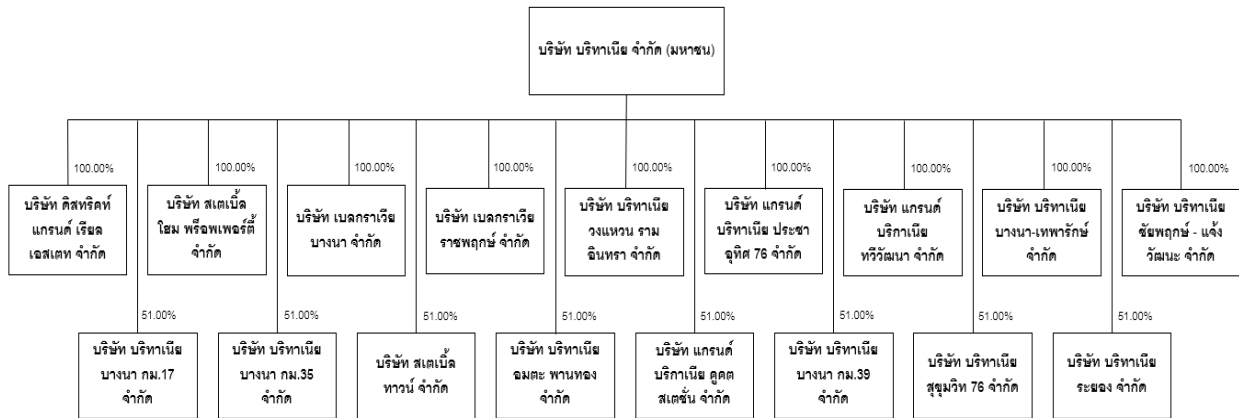 บริษัท บริทาเนีย จำกัด (มหาชน)
100.00%
100.00%
100.00%
100.00%
100.00%
100.00%
100.00%
100.00%
100.00%
บริษัท ดิสทริคท์
แกรนด์ เรียล
เอสเตท จำกัด
บริษัท สเตเบิ้ล
โฮม พร็อพเพอร์ตี้
จำกัด
บริษัท เบลกราเวีย
บางนา จำกัด
บริษัท เบลกราเวีย
ราชพฤกษ์ จำกัด
บริษัท บริทาเนีย
วงแหวน ราม
อินทรา จำกัด
บริษัท แกรนด์
บริทาเนีย ประชา
อุทิศ 76 จำกัด
บริษัท แกรนด์
บริทาเนีย
ทวีวัฒนา จำกัด
บริษัท บริทาเนีย
บางนา-เทพารักษ์
จำกัด
บริษัท บริทาเนีย
ชัยพฤกษ์ - แจ้ง
วัฒนะ จำกัด
51.00%
51.00%
51.00%
51.00%
51.00%
51.00%
51.00%
51.00%
บริษัท บริทาเนีย
บางนา กม.17
จำกัด
บริษัท บริทาเนีย
บางนา กม.35
จำกัด
บริษัท สเตเบิ้ล
ทาวน์ จำกัด
บริษัท บริทาเนีย
อมตะ พานทอง
จำกัด
บริษัท แกรนด์
บริทาเนีย คูคต
สเตชั่น จำกัด
บริษัท บริทาเนีย
บางนา กม.39
จำกัด
บริษัท บริทาเนีย
สุขุมวิท 76 จำกัด
บริษัท บริทาเนีย
ระยอง จำกัด